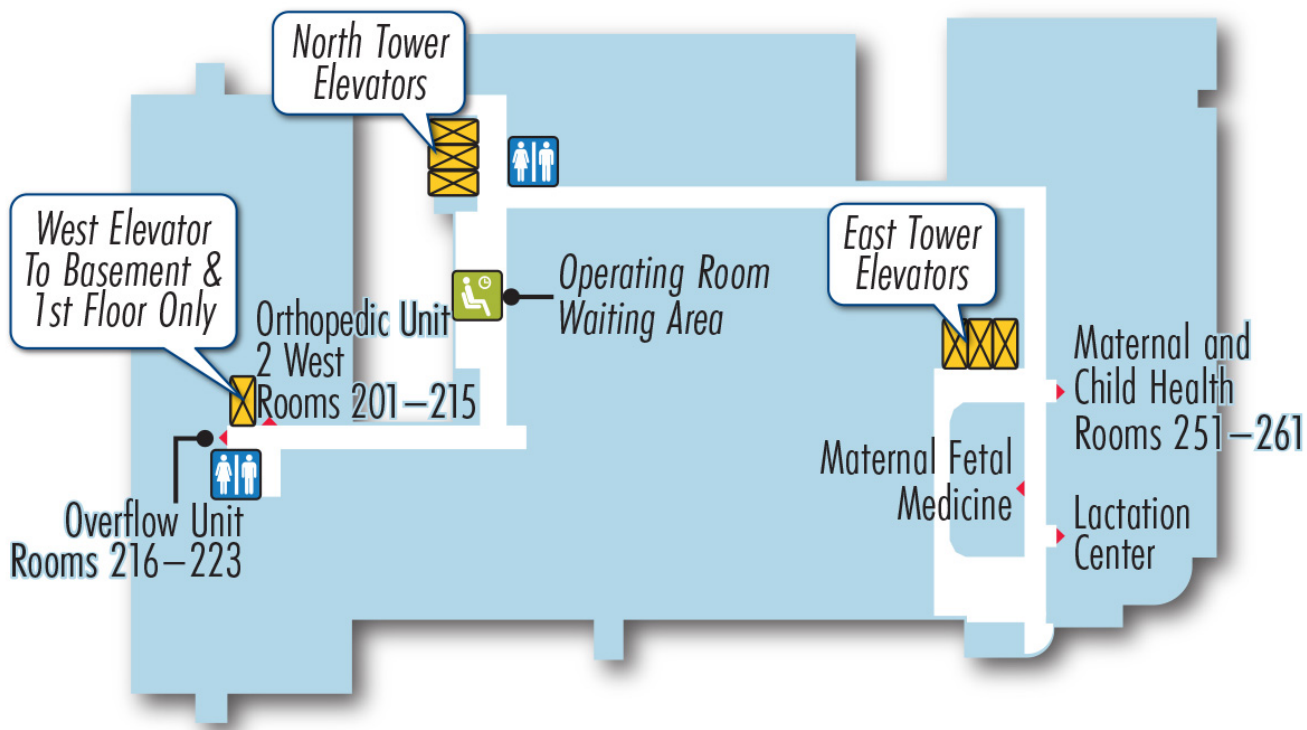 North Tower
Elevators
West Elevator
To Basement &
1st Floor Only
East Tower
Elevators
Operating Room
Waiting Area
Orthopedic Unit
2 West
Rooms 201–215
Maternal and
Child Health
Rooms 251–261
Maternal Fetal
Medicine
Lactation
Center
Overflow Unit
Rooms 216–223